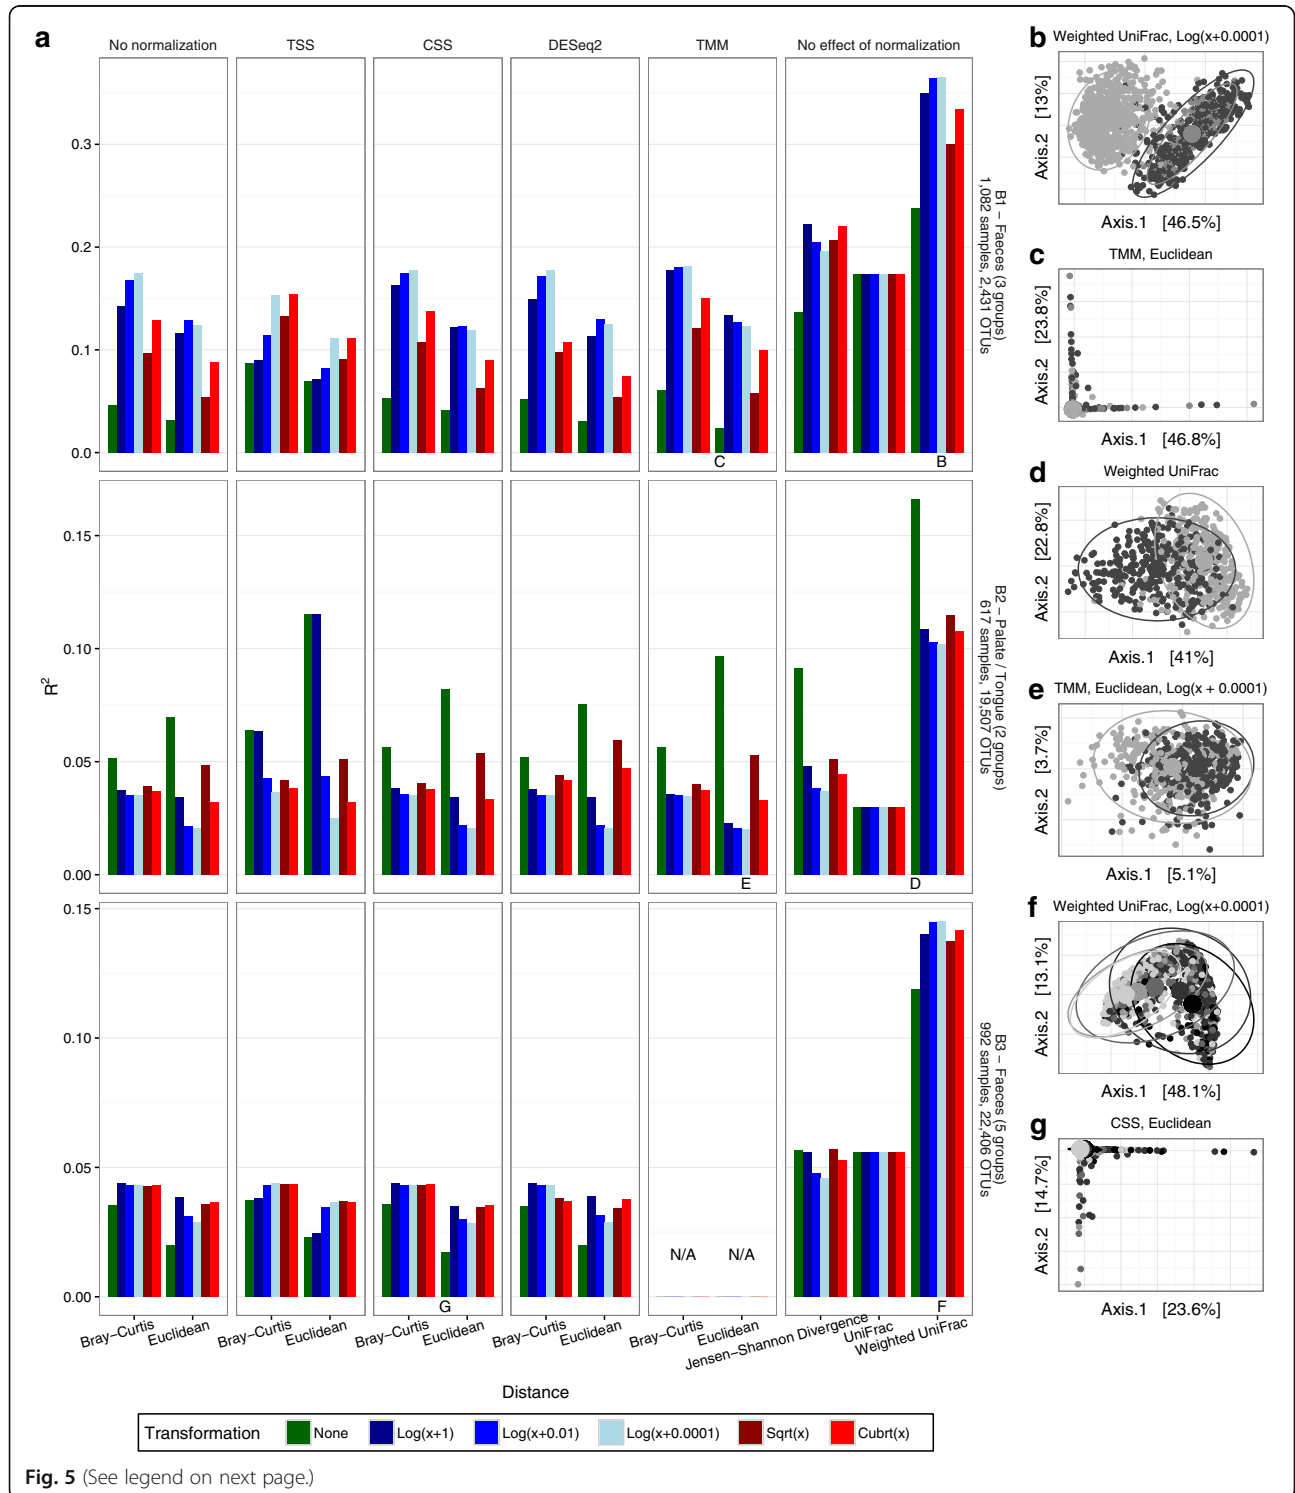 a
No normalization
TSS
CSS
DESeq2
TMM
No effect of normalization
0.3
0.2
0.1
0.0
C
B
B1 – Faeces (3 groups)
1,082 samples, 2,431 OTUs
R²
0.15
0.10
0.05
0.00
E
D
B2 – Palate / Tongue (2 groups)
617 samples, 19,507 OTUs
0.15
0.10
0.05
0.00
N/A
N/A
G
F
B3 – Faeces (5 groups)
992 samples, 22,406 OTUs
Bray–Curtis
Euclidean
Bray–Curtis
Euclidean
Bray–Curtis
Euclidean
Bray–Curtis
Euclidean
Bray–Curtis
Euclidean
Jensen–Shannon Divergence
UniFrac
Weighted UniFrac
Distance
Transformation
None
Log(x+1)
Log(x+0.01)
Log(x+0.0001)
Sqrt(x)
Cubrt(x)
b
Weighted UniFrac, Log(x+0.0001)
Axis.2 [13%]
Axis.1 [46.5%]
c
TMM, Euclidean
Axis.2 [23.8%]
Axis.1 [46.8%]
d
Weighted UniFrac
Axis.2 [22.8%]
Axis.1 [41%]
e
TMM, Euclidean, Log(x + 0.0001)
Axis.2 [3.7%]
Axis.1 [5.1%]
f
Weighted UniFrac, Log(x+0.0001)
Axis.2 [13.1%]
Axis.1 [48.1%]
g
CSS, Euclidean
Axis.2 [14.7%]
Axis.1 [23.6%]
Fig. 5 (See legend on next page.)